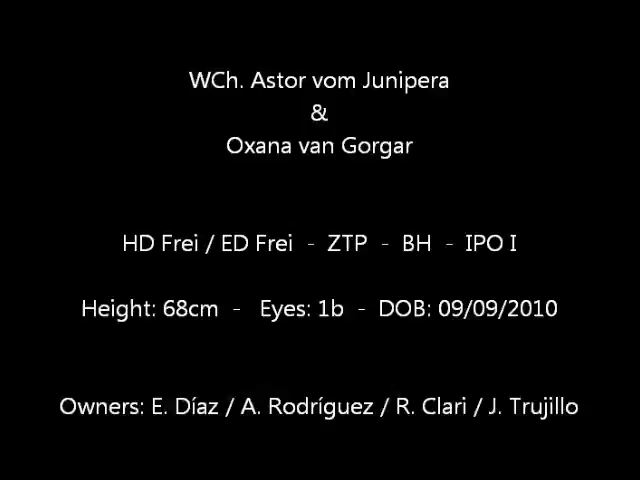 WCh. Astor vom Junipera
&
Oxana van Gorgar
HD Frei / ED Frei - ZTP - BH - IPO I
Height: 68cm - Eyes: 1b - DOB: 09/09/2010
Owners: E. Díaz / A. Rodríguez / R. Clari / J. Trujillo